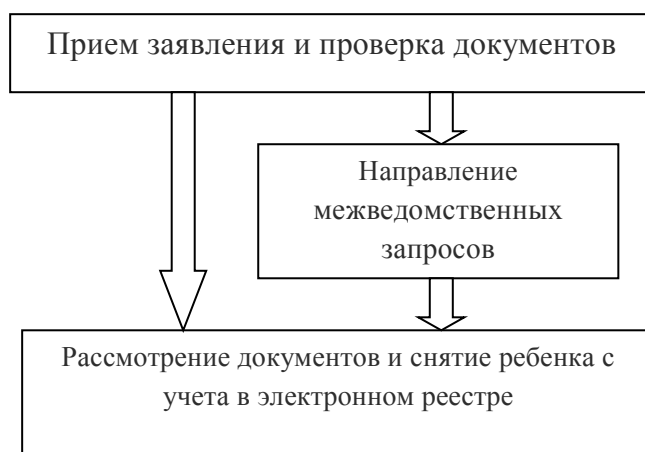 Прием заявления и проверка документов
Направление
межведомственных
запросов
Рассмотрение документов и снятие ребенка с
учета в электронном реестре